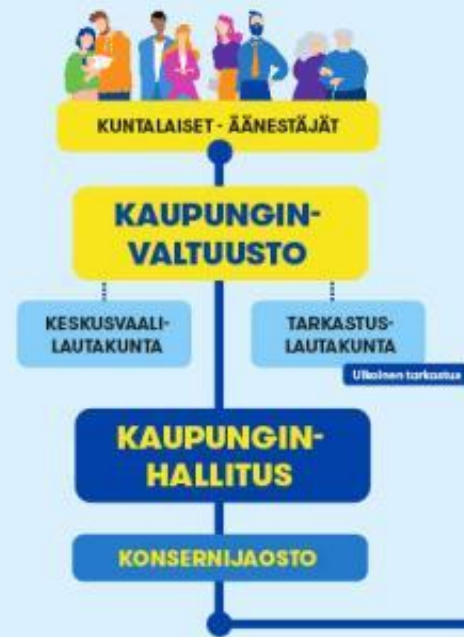 KUNTALAISET - ÄÄNESTÄJÄT
KAUPUNGIN-
VALTUUSTO
KESKUSVAALI-
LAUTAKUNTA
TARKASTUS-
LAUTAKUNTA
Ulkoinen tarkastus
KAUPUNGIN-
HALLITUS
KONSERNIJAOSTO